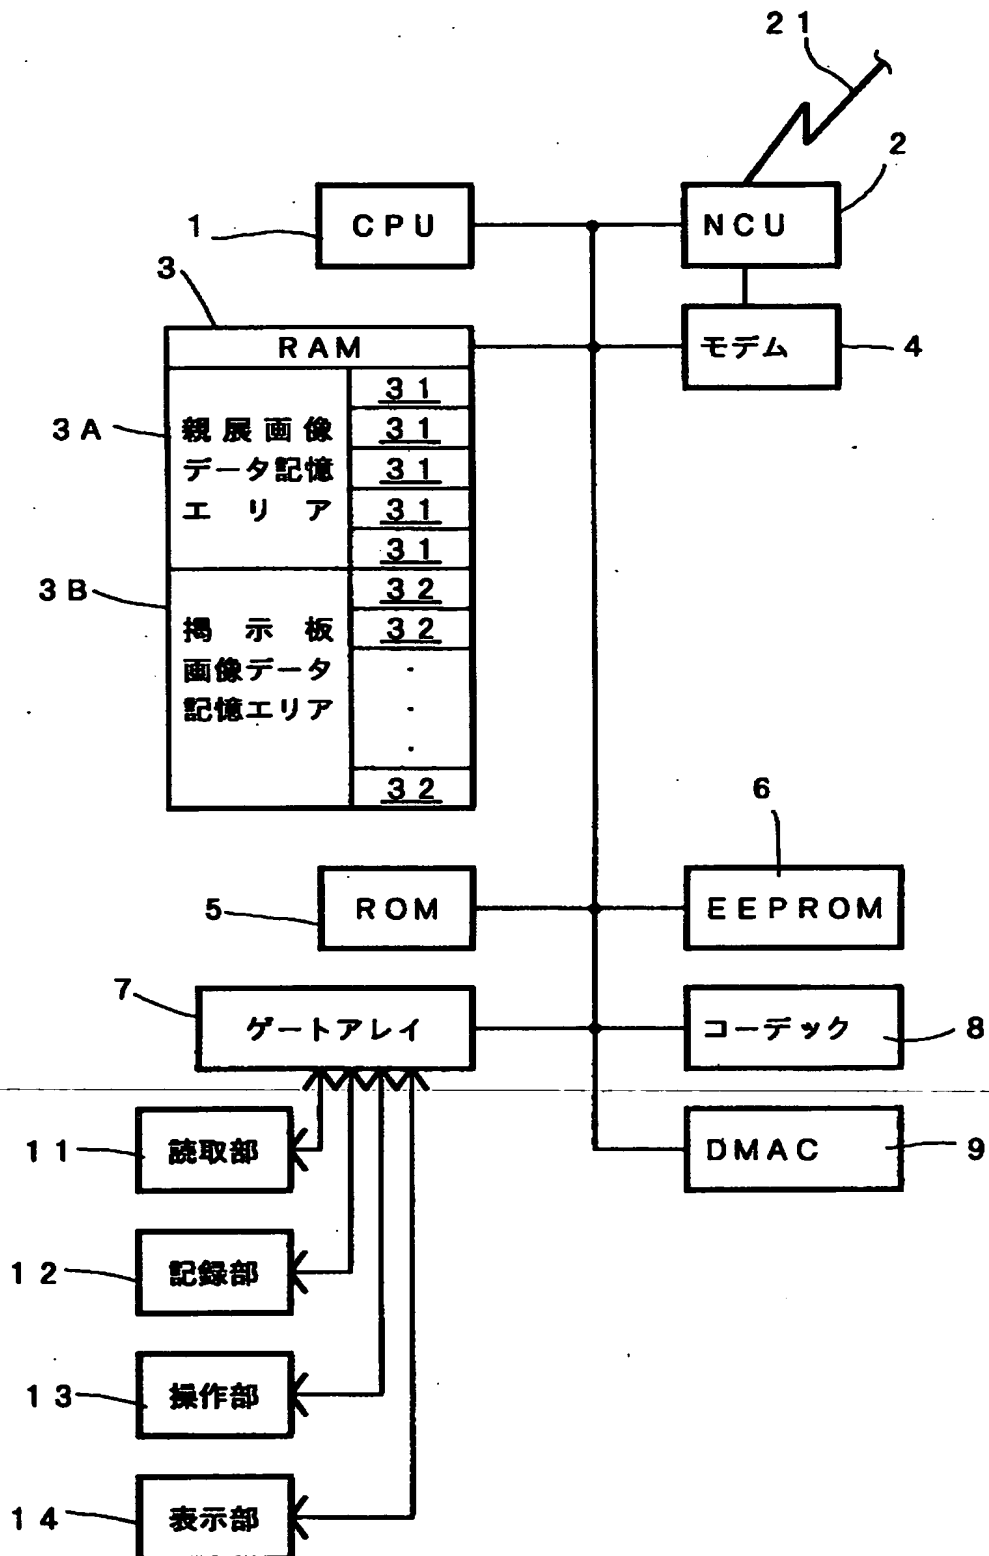 21
2
CPU
NCU
1
3
RAM
モデム
4
31
3A
親展画像
31
データ記憶
31
エリア
31
31
3B
32
掲示板
32
画像データ
・
記憶エリア
・
・
32
6
5
ROM
EEPROM
7
ゲートアレイ
コーデック
8
11
読取部
DMAC
9
12
記録部
13
操作部
14
表示部